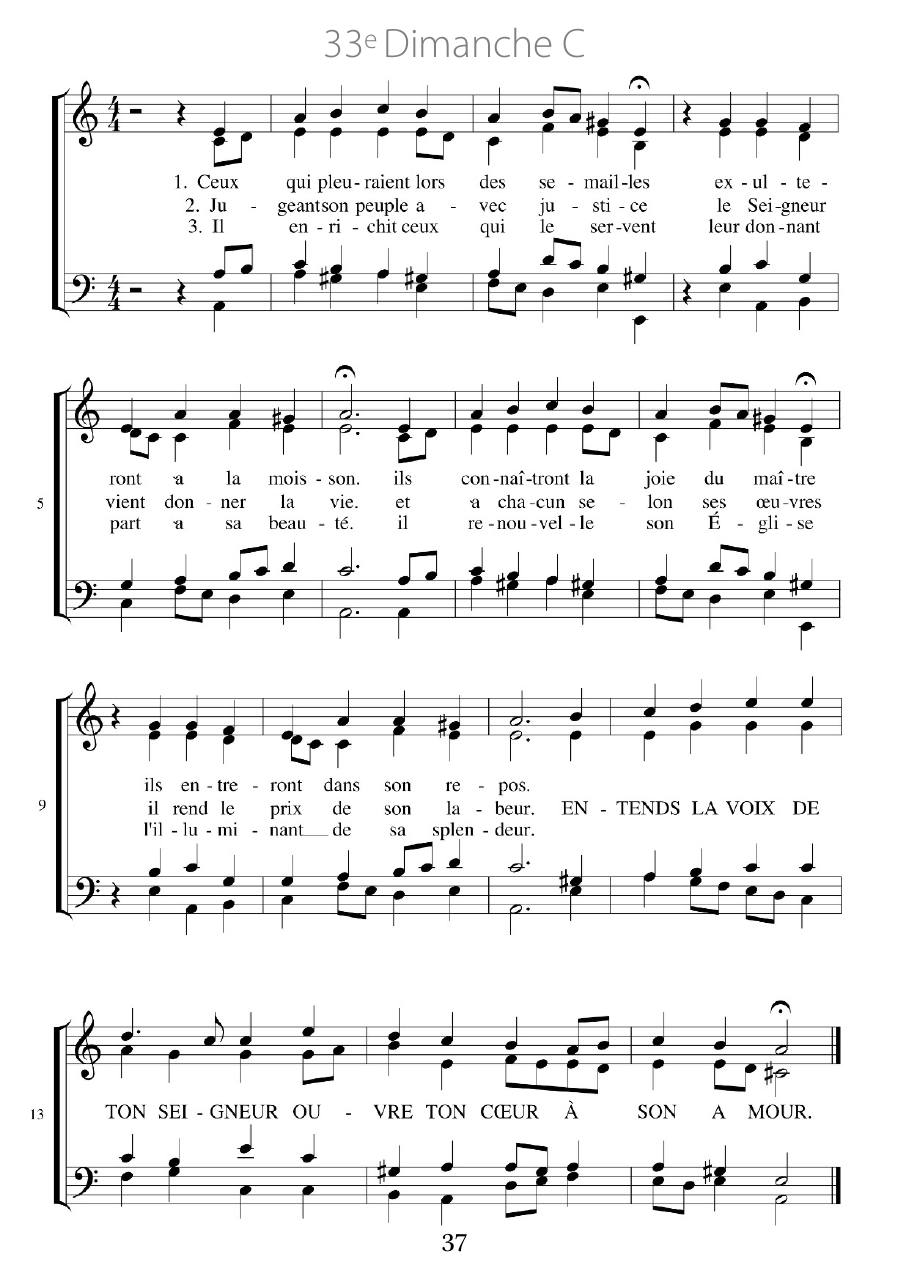 33e Dimanche C
1. Ceux qui pleu-raient lors des se - mail-les ex - ul - te -
2. Ju - geantson peuple a - vec ju - sti - ce le Sei-gneur
3. Il en - ri - chit ceux qui le ser-vent leur don-nant
ront a la mois- son. ils con-naî-tront la joie du maî-tre
5 vient don- ner la vie. et a cha-cun se- lon ses œu-vres
part a sa beau- té. il re-nou-vel-le son É - gli-se
ils en-tre- ront dans son re - pos.
9 il rend le prix de son la - beur. EN - TENDS LA VOIX DE
l'il - lu - mi - nant de sa splen- deur.
13 TON SEI - GNEUR OU - VRE TON CŒUR À SON A MOUR.
37